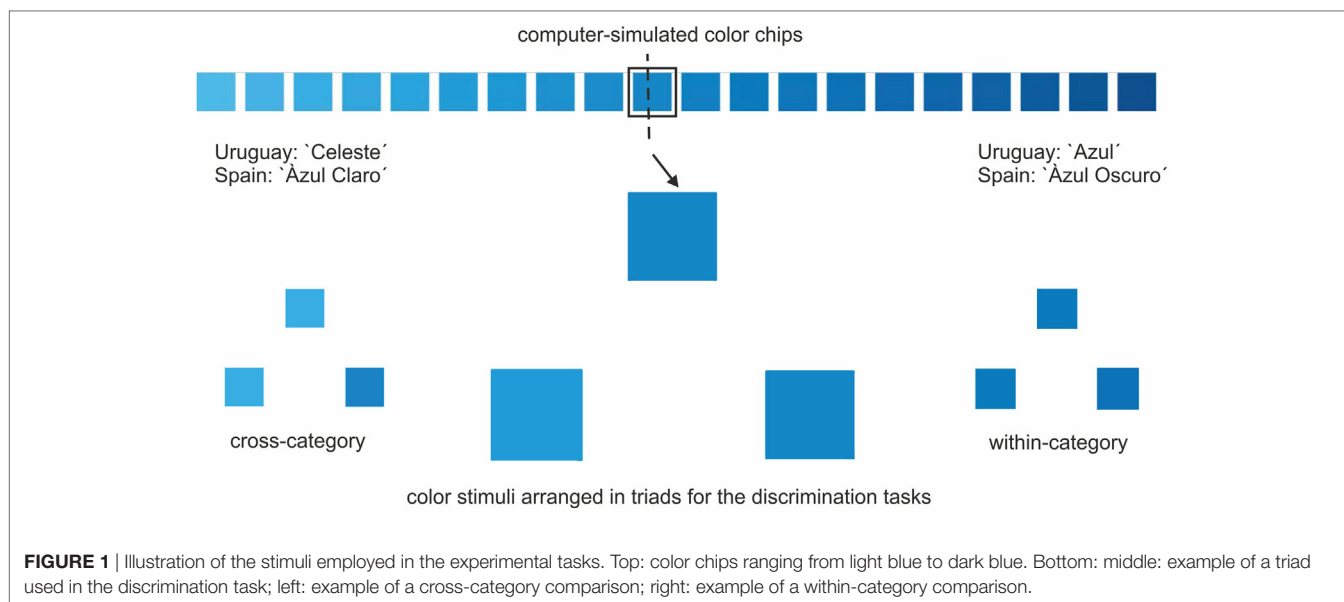 computer-simulated color chips
Uruguay: `Celeste´
Spain: `Àzul Claro´
Uruguay: `Azul´
Spain: `Àzul Oscuro´
cross-category
within-category
color stimuli arranged in triads for the discrimination tasks
FIGURE 1 | Illustration of the stimuli employed in the experimental tasks. Top: color chips ranging from light blue to dark blue. Bottom: middle: example of a triad
used in the discrimination task; left: example of a cross-category comparison; right: example of a within-category comparison.